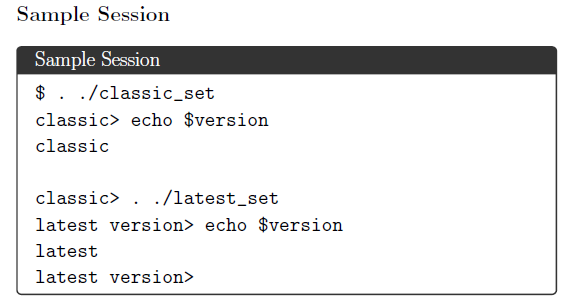 Sample Session
Sample Session
$ . ./classic_set
classic> echo $version
classic
classic> . ./latest_set
latest version> echo $version
latest
latest version>